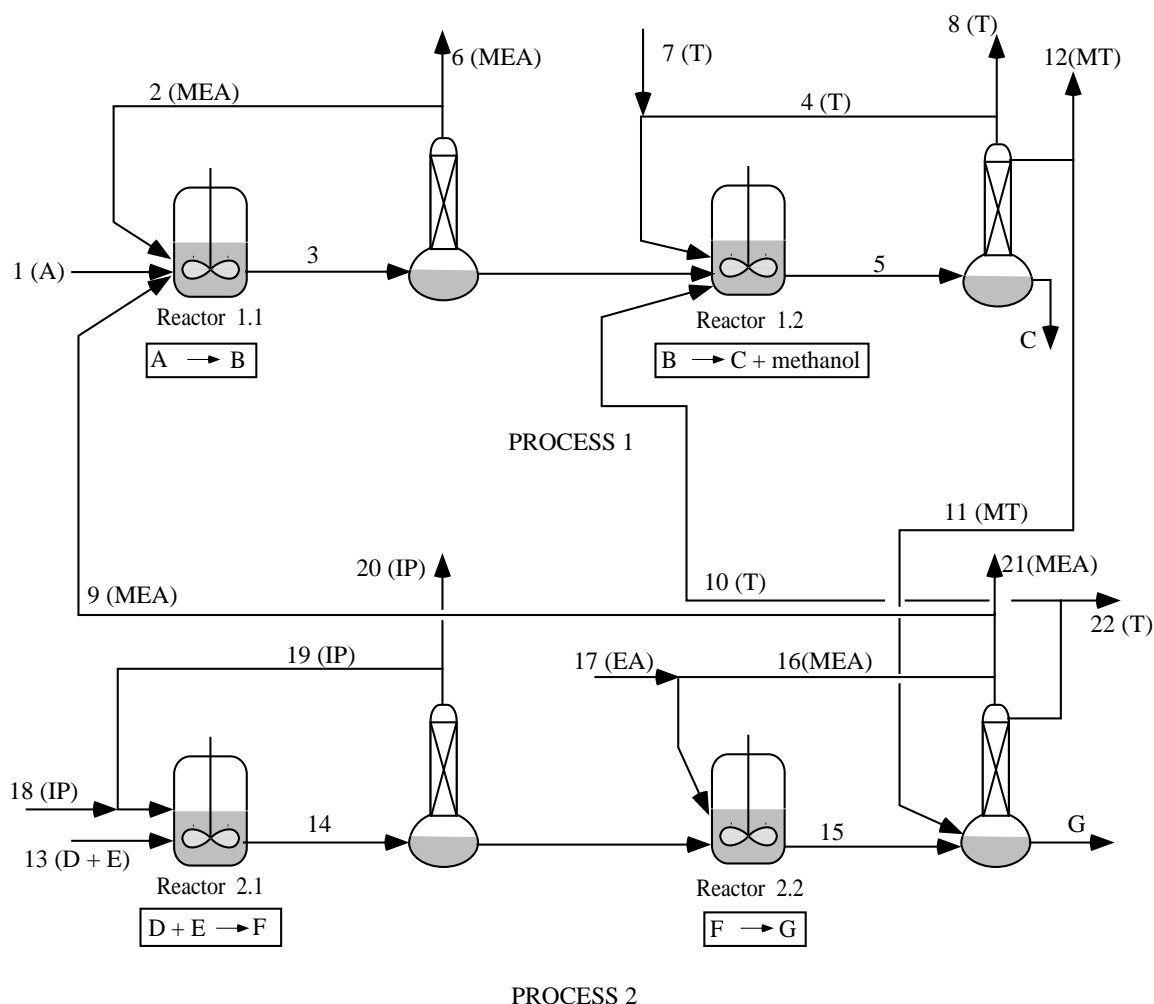 8 (T)
6 (MEA)
7 (T)
12(MT)
2 (MEA)
4 (T)
1 (A)
3
5
Reactor 1.1
Reactor 1.2
C
A → B
B → C + methanol
PROCESS 1
11 (MT)
20 (IP)
21(MEA)
9 (MEA)
10 (T)
22 (T)
19 (IP)
17 (EA)
16(MEA)
18 (IP)
14
15
G
13 (D + E)
Reactor 2.1
Reactor 2.2
D + E → F
F → G
PROCESS 2